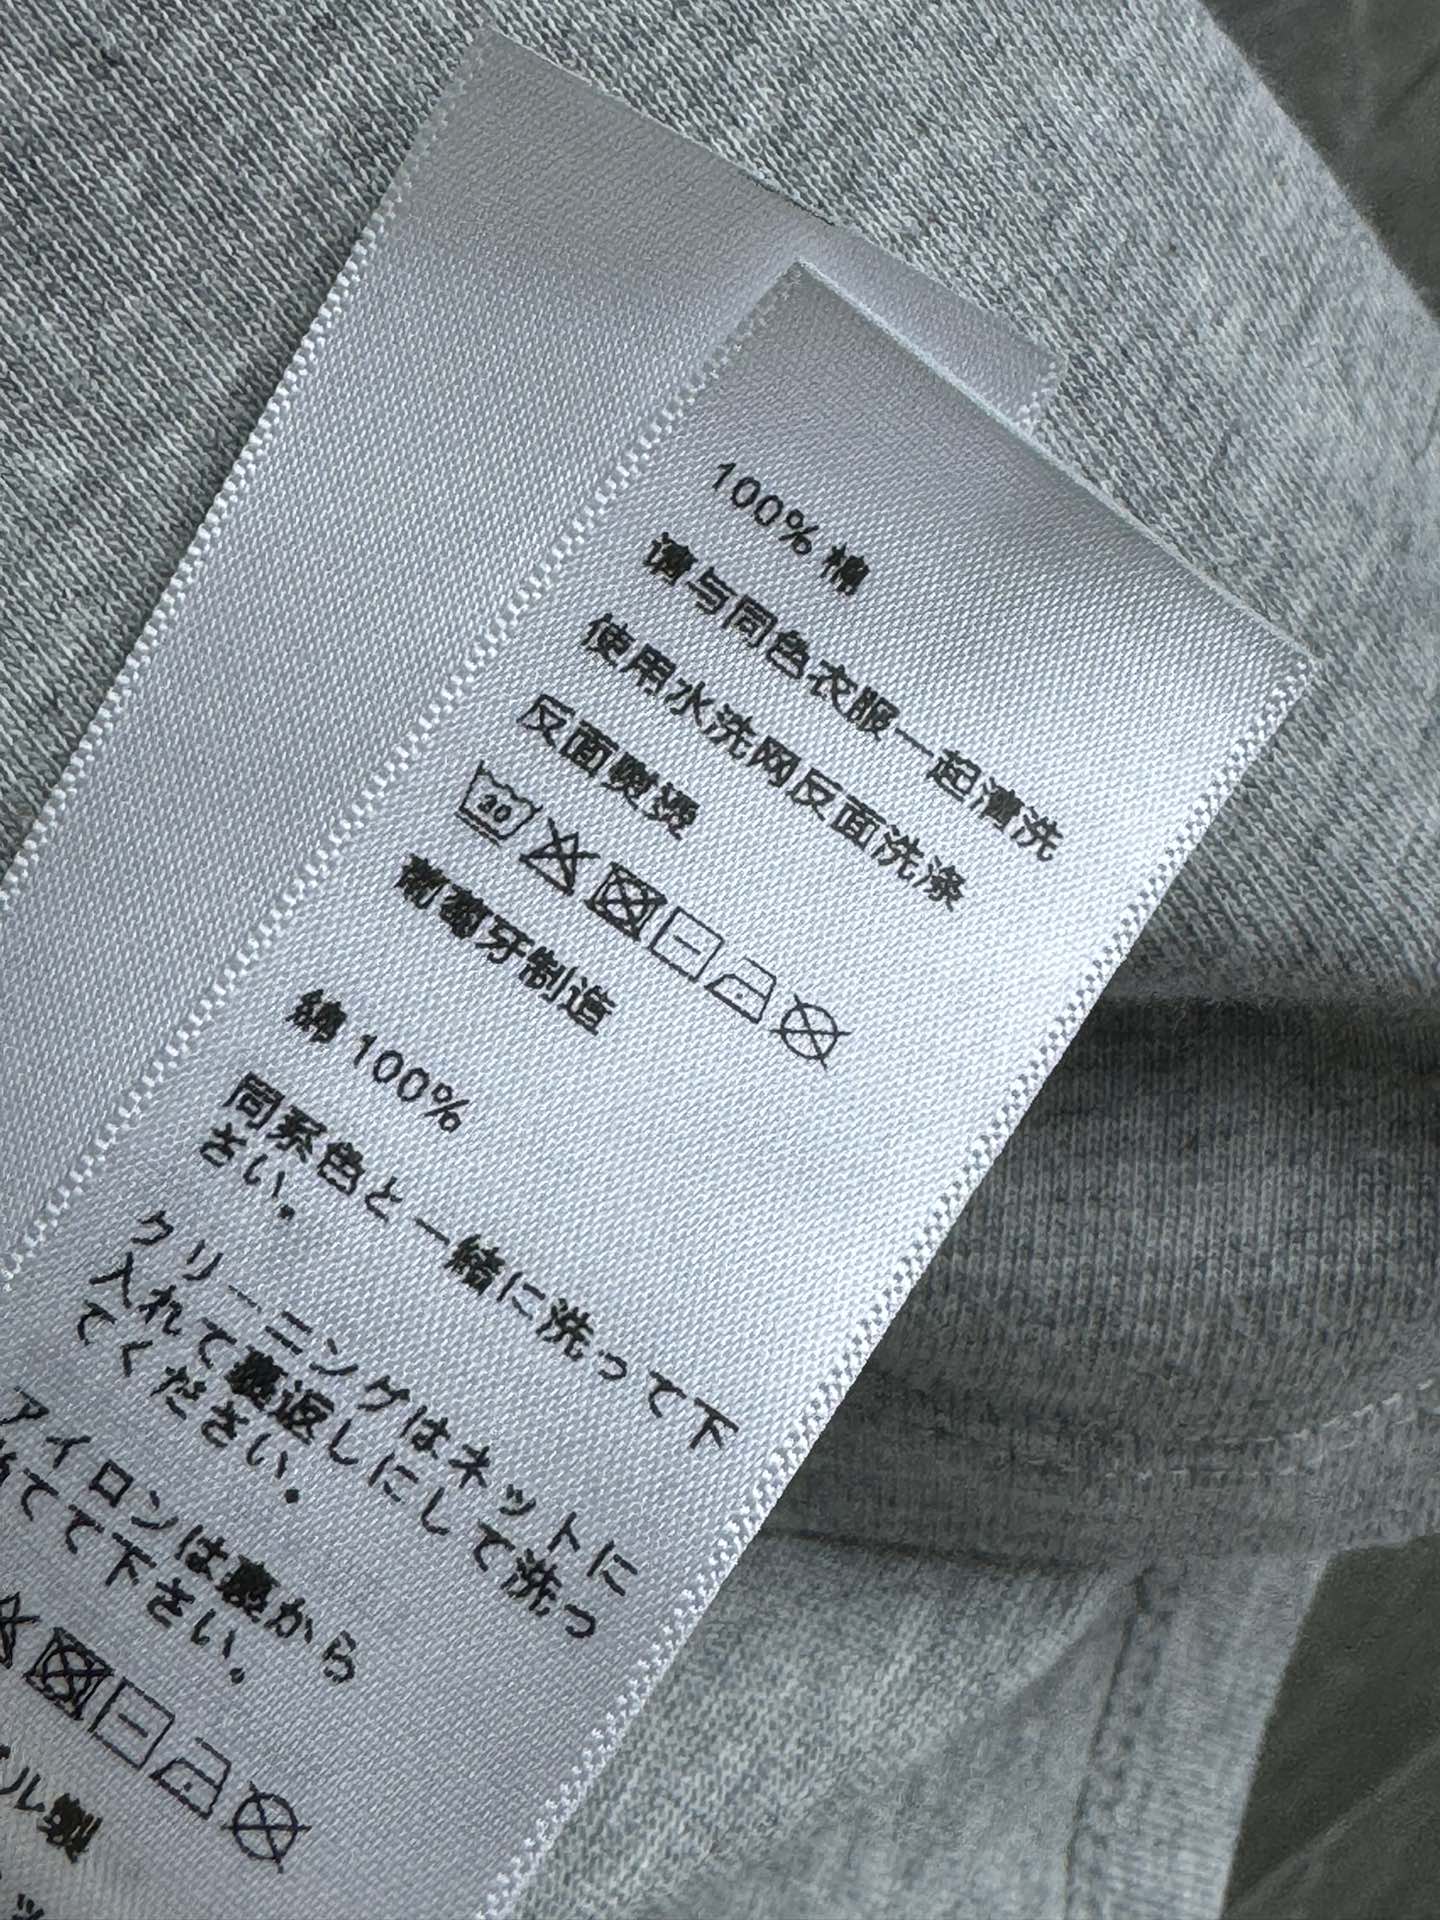 100% 棉
请与同色衣服一起清洗
使用水洗网反面洗涤
反面熨烫
30
葡萄牙制造
綿 100%
同系色と一緒に洗って下
さい。
クリーニングはネットに
入れて裏返しにして洗っ
てください。
アイロンは裏から
当てて下さい。
ル製